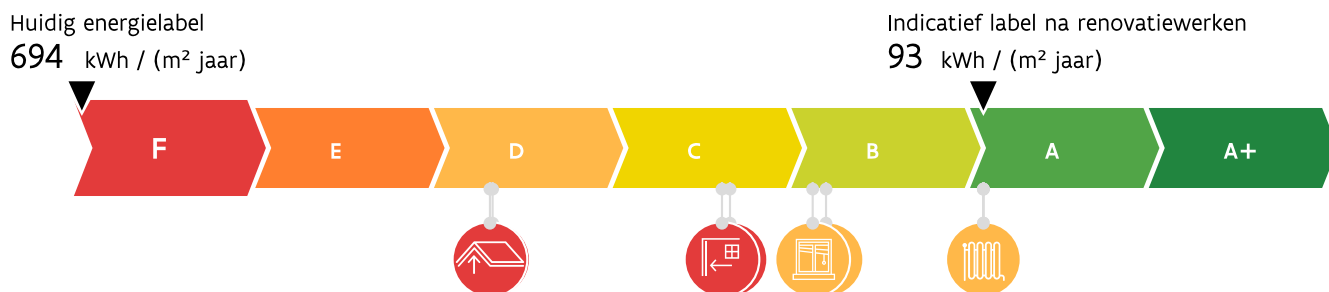 Huidig energielabel
694 kWh / (m² jaar)
Indicatief label na renovatiewerken
93 kWh / (m² jaar)
F E D C B A A+